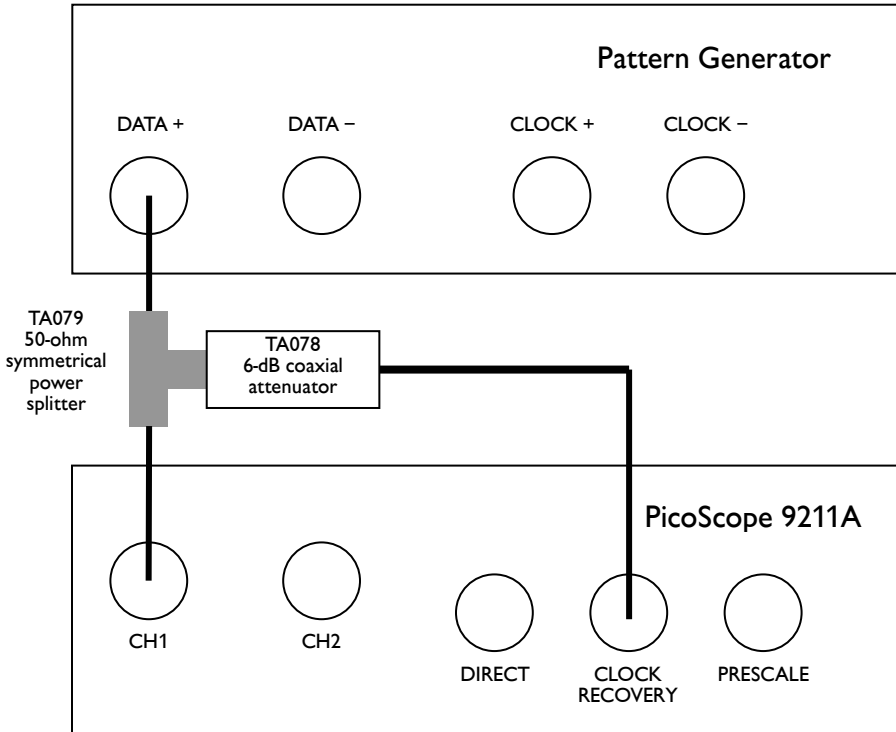 Pattern Generator
DATA +
DATA –
CLOCK +
CLOCK –
TA079
50-ohm
symmetrical
power
splitter
TA078
6-dB coaxial
attenuator
PicoScope 9211A
CH1
CH2
DIRECT
CLOCK
RECOVERY
PRESCALE